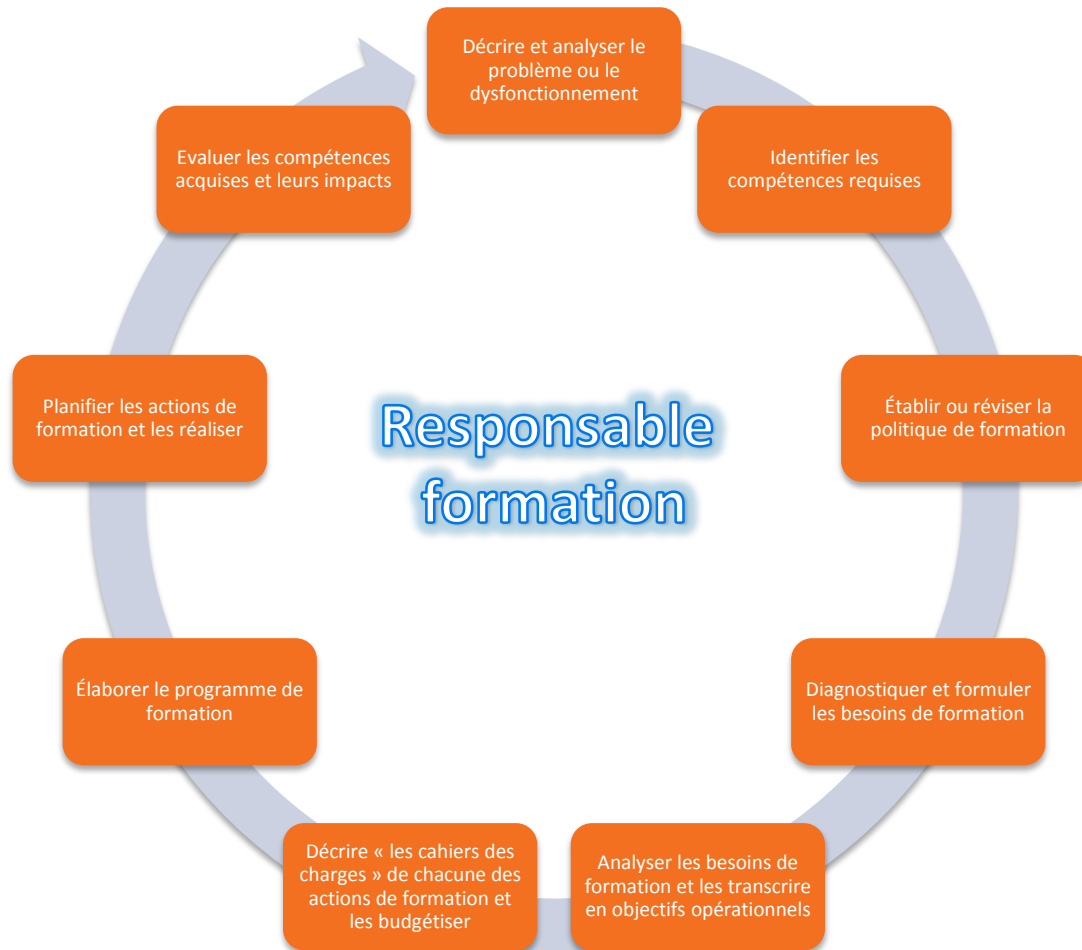 Décrire et analyser le
problème ou le
dysfonctionnement
Identifier les
compétences requises
Établir ou réviser la
politique de formation
Diagnostiquer et formuler
les besoins de formation
Analyser les besoins de
formation et les transcrire
en objectifs opérationnels
Décrire « les cahiers des
charges » de chacune des
actions de formation et
les budgétiser
Élaborer le programme de
formation
Planifier les actions de
formation et les réaliser
Evaluer les compétences
acquises et leurs impacts
Responsable
formation